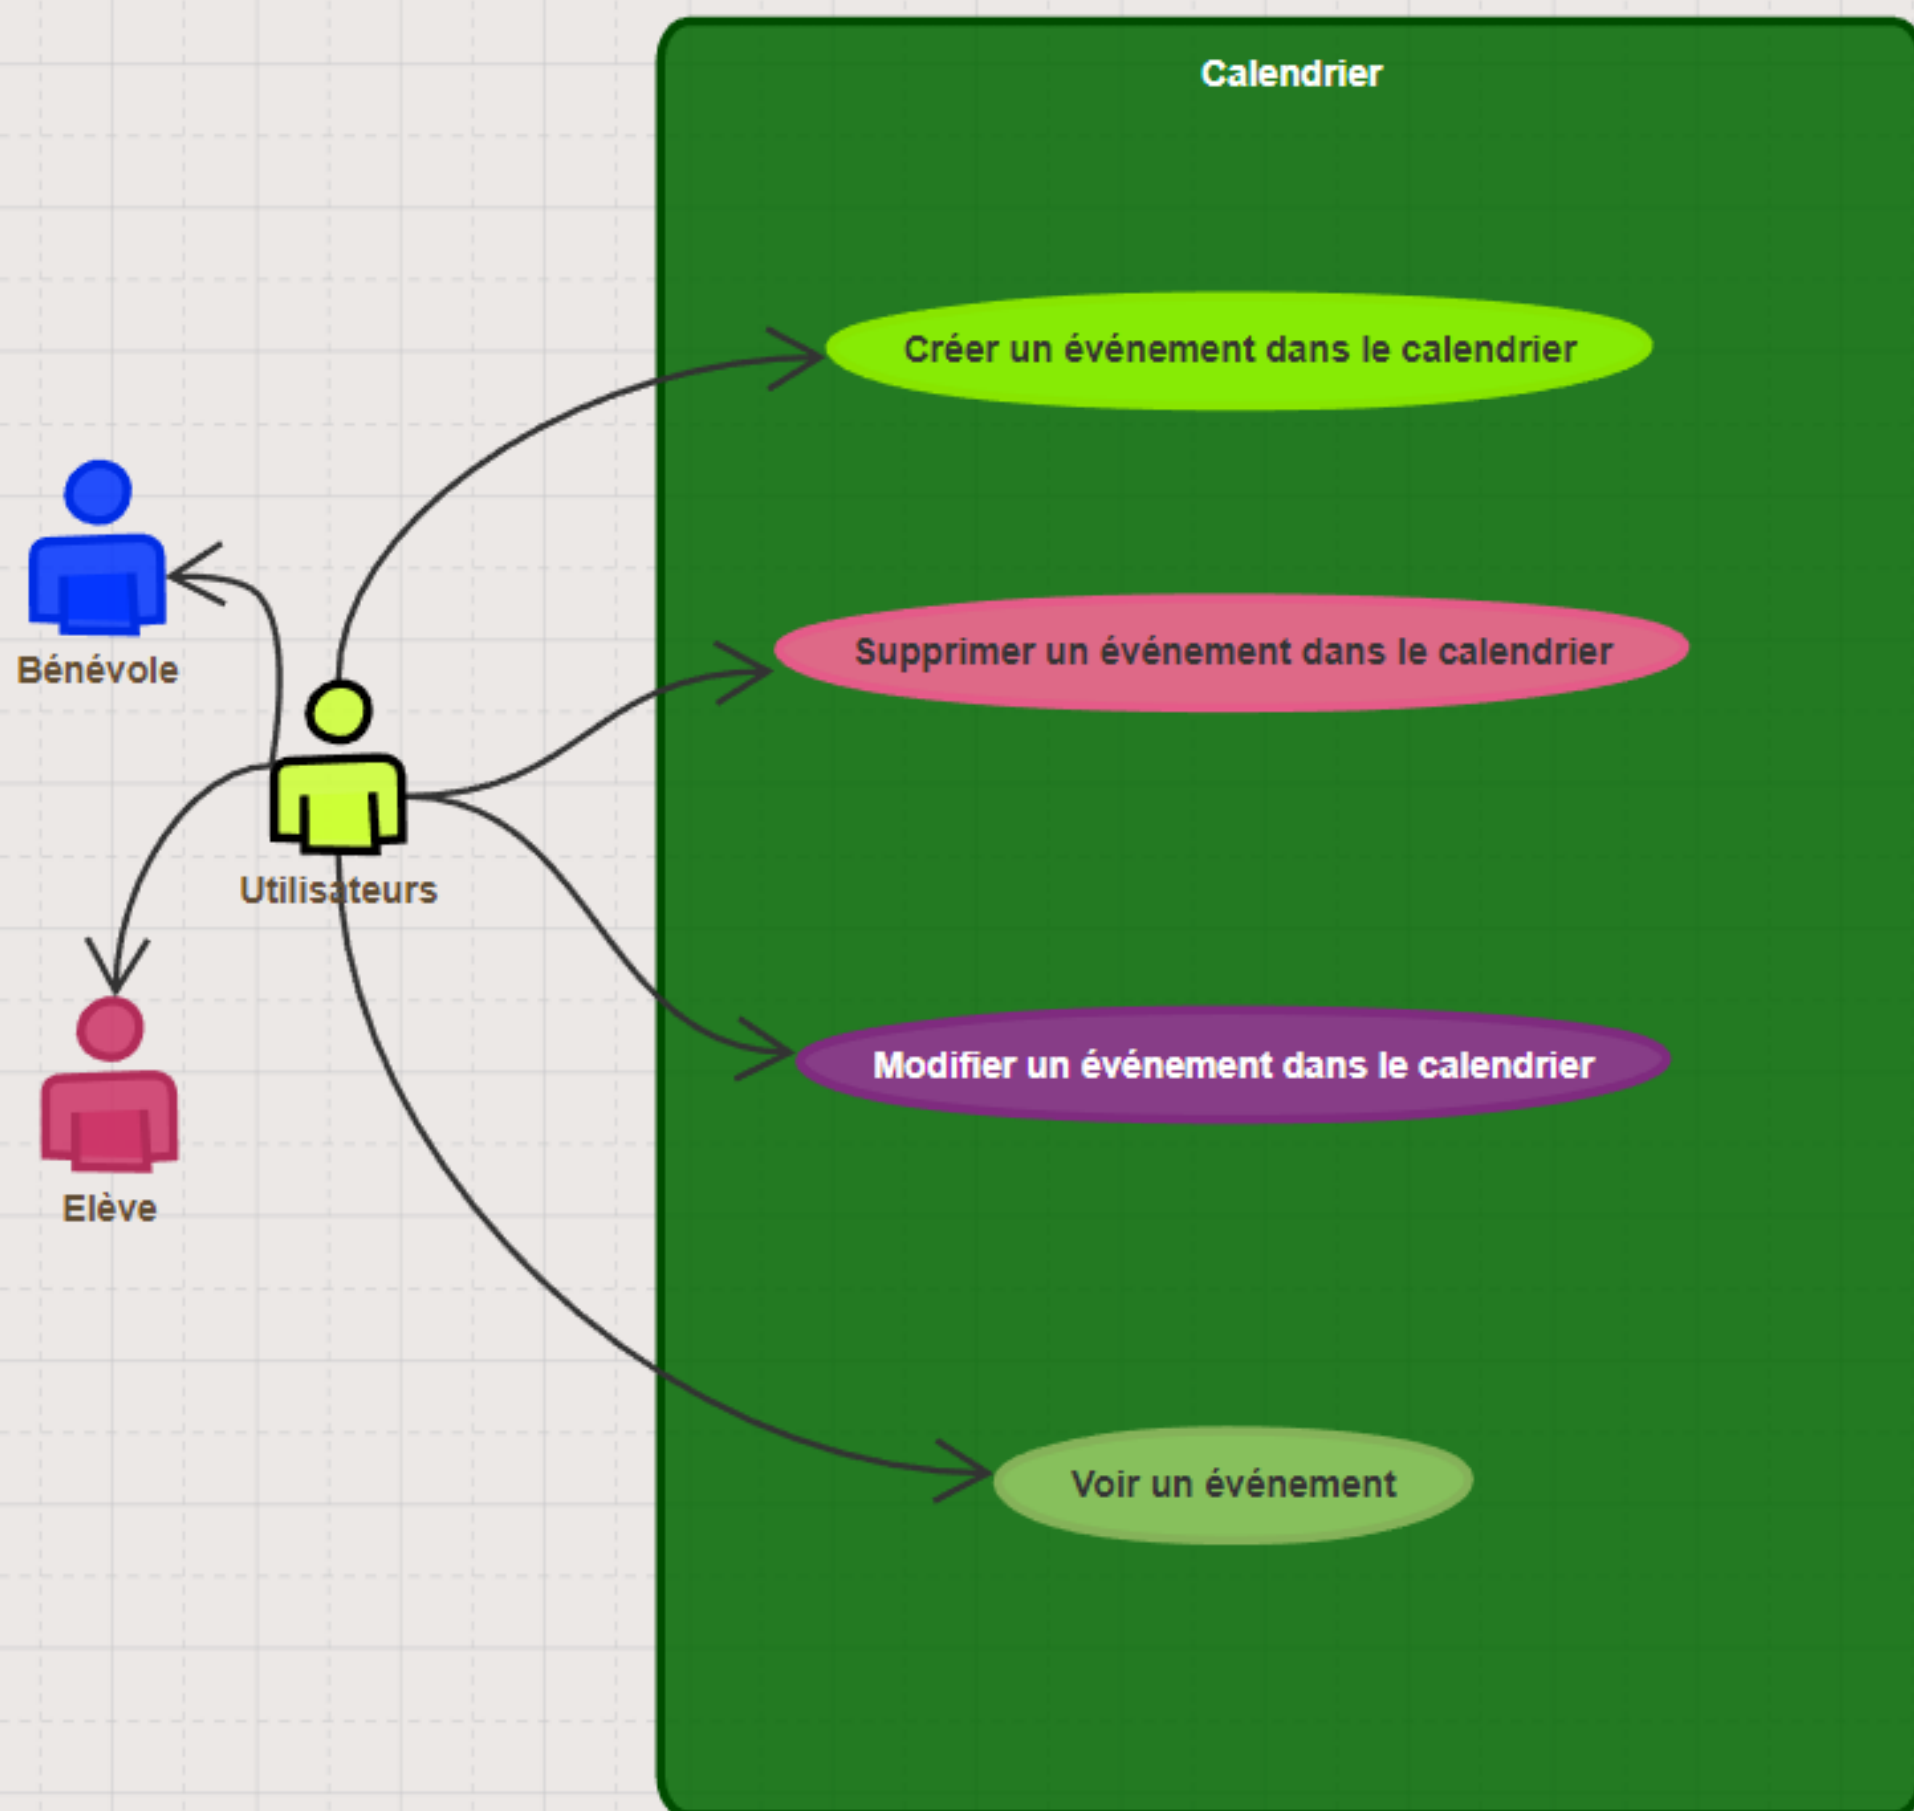 Calendrier
Créer un événement dans le calendrier
Supprimer un événement dans le calendrier
Bénévole
Utilisateurs
Modifier un événement dans le calendrier
Elève
Voir un événement